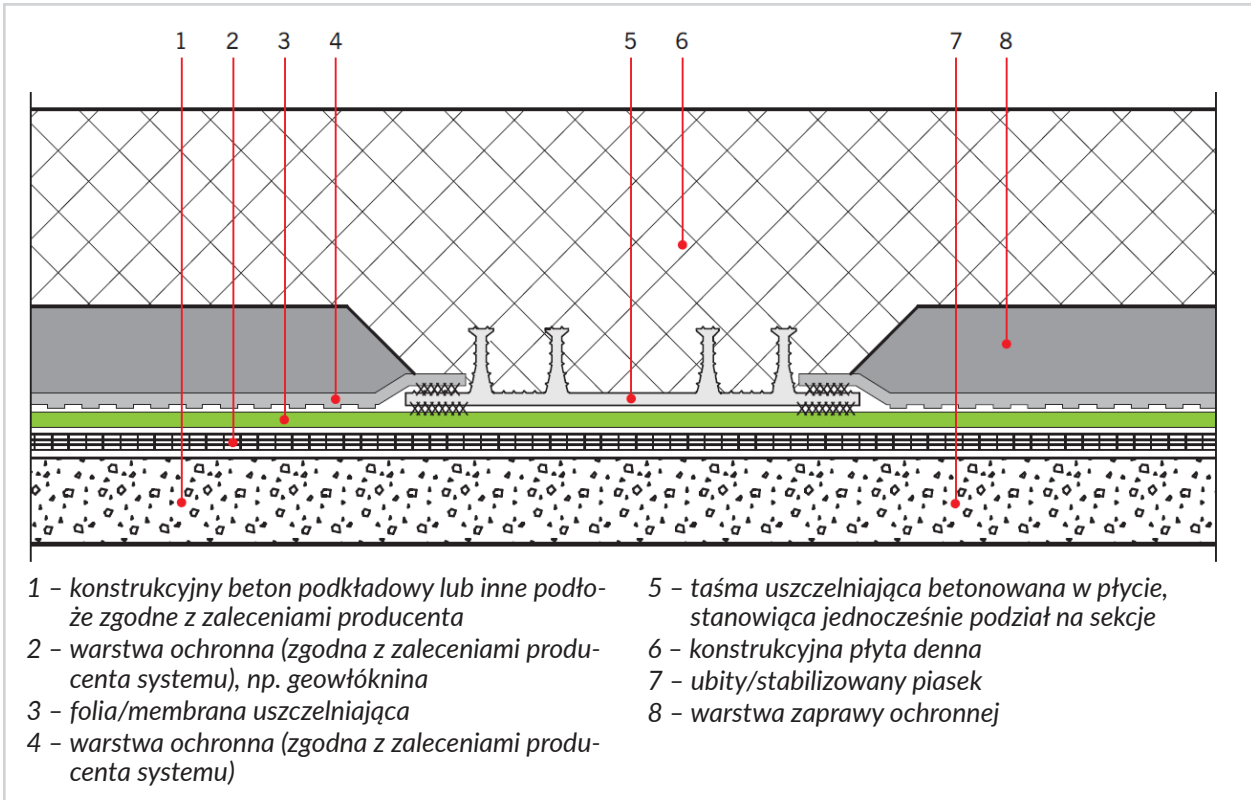 1 2 3 4 5 6 7 8
1 – konstrukcyjny beton podkładowy lub inne podło-
że zgodne z zaleceniami producenta
2 – warstwa ochronna (zgodna z zaleceniami produ-
centa systemu), np. geowłóknina
3 – folia/membrana uszczelniająca
4 – warstwa ochronna (zgodna z zaleceniami produ-
centa systemu)
5 – taśma uszczelniająca betonowana w płycie,
stanowiąca jednocześnie podział na sekcje
6 – konstrukcyjna płyta denna
7 – ubity/stabilizowany piasek
8 – warstwa zaprawy ochronnej